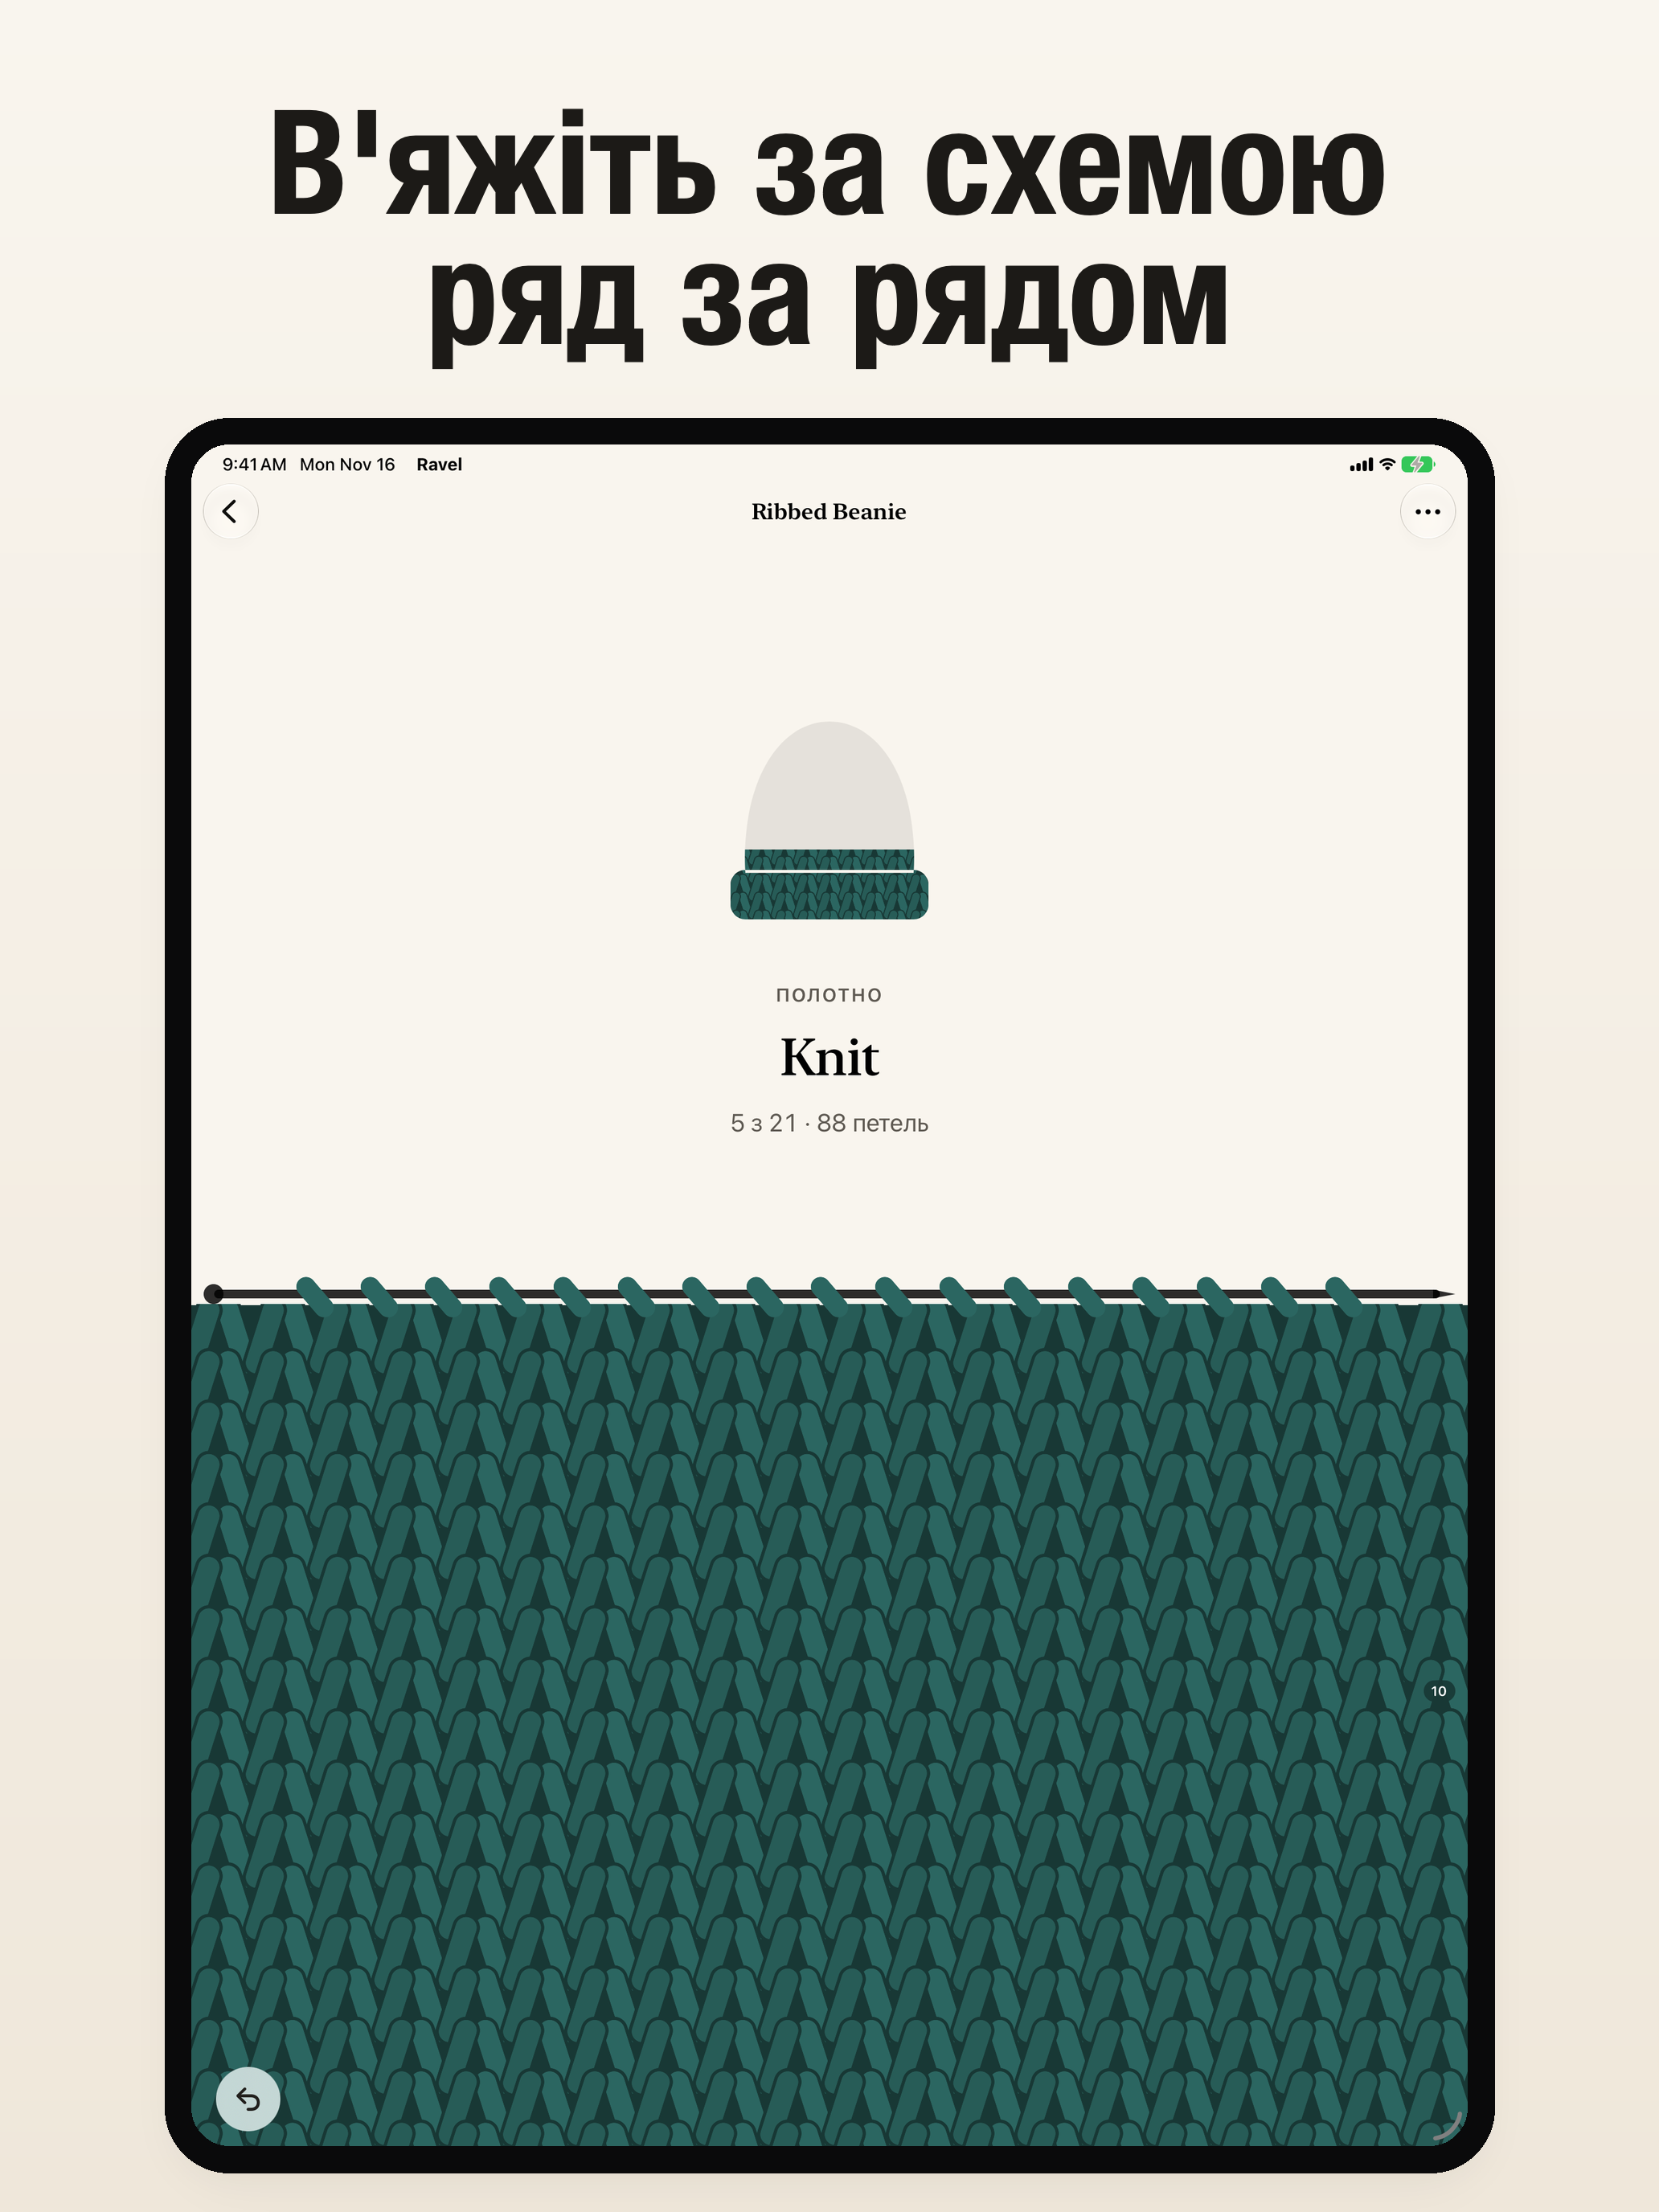 В'яжіть за схемою
ряд за рядом
9:41 AM Mon Nov 16 Ravel
Ribbed Beanie
полотно
Knit
5 з 21 · 88 петель
10